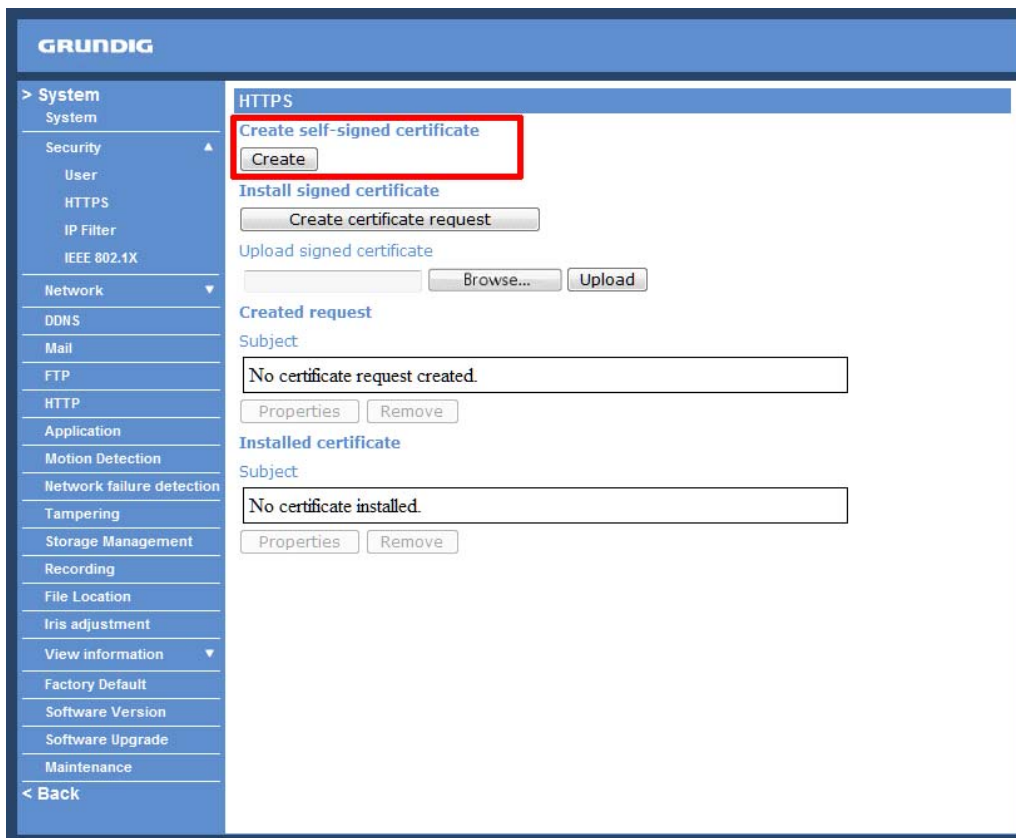 GRUNDIG
> System
System
Security
User
HTTPS
IP Filter
IEEE 802.1X
Network
DDNS
Mail
FTP
HTTP
Application
Motion Detection
Network failure detection
Tampering
Storage Management
Recording
File Location
Iris adjustment
View information
Factory Default
Software Version
Software Upgrade
Maintenance
< Back
HTTPS
Create self-signed certificate
Create
Install signed certificate
Create certificate request
Upload signed certificate
Browse... Upload
Created request
Subject
No certificate request created.
Properties Remove
Installed certificate
Subject
No certificate installed.
Properties Remove